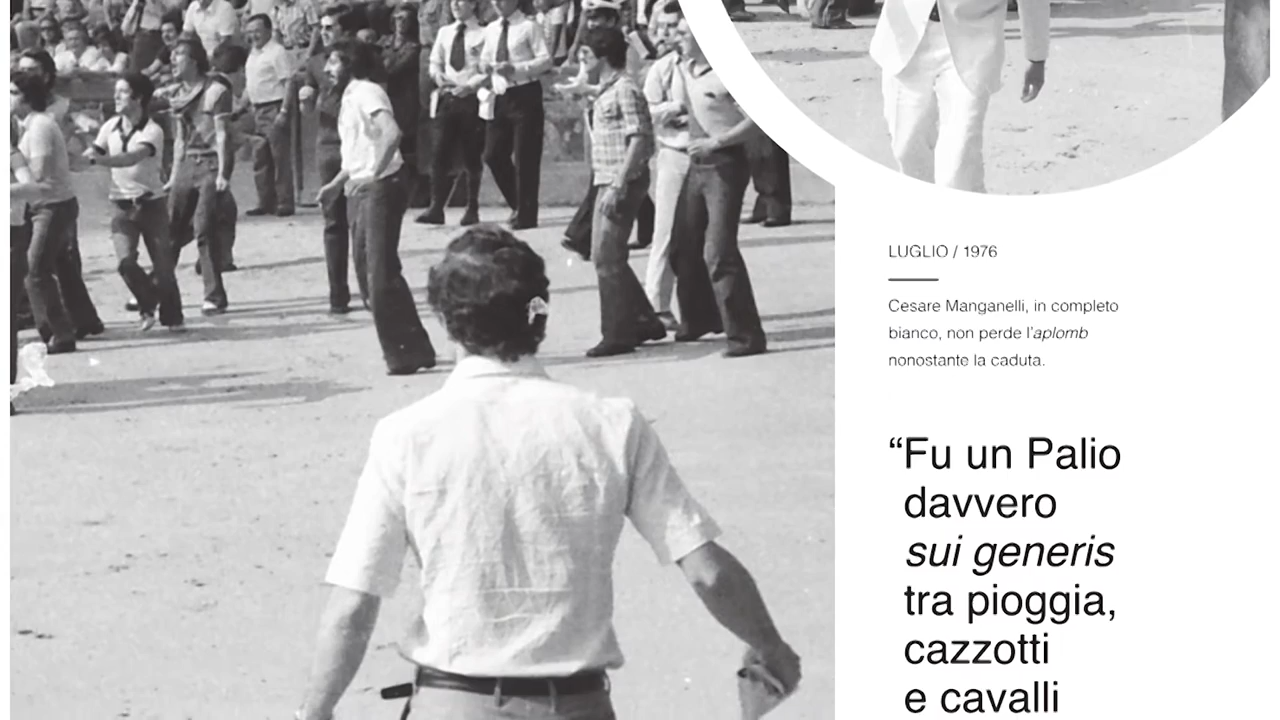 LUGLIO / 1976
Cesare Manganelli, in completo
bianco, non perde l'aplomb
nonostante la caduta.
“Fu un Palio
davvero
sui generis
tra pioggia,
cazzotti
e cavalli